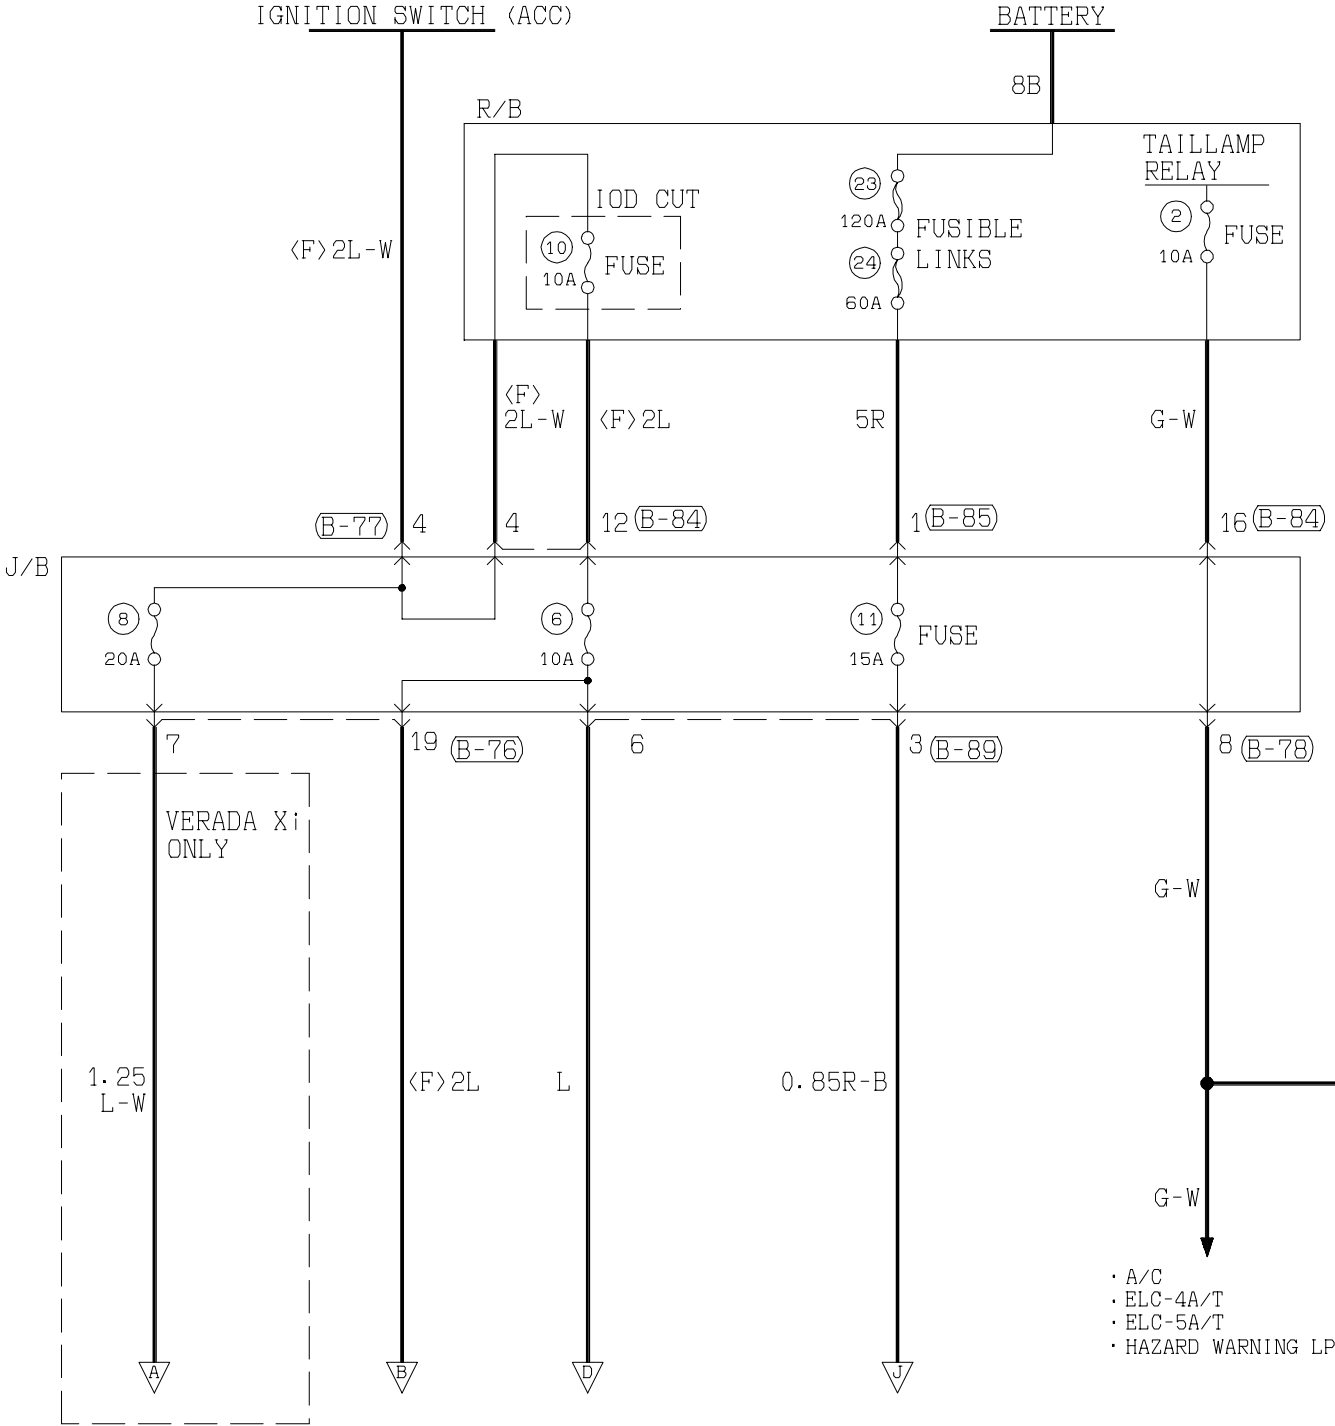 IGNITION SWITCH (ACC)
BATTERY
8B
R/B
TAILLAMP
RELAY
23
IOD CUT
120A
FUSIBLE
LINKS
2
FUSE
10A
<F>2L-W
10
FUSE
10A
24
60A
<F>
2L-W
<F>2L
5R
G-W
B-77
4
4
12
B-84
1
B-85
16
B-84
J/B
8
20A
6
10A
11
FUSE
15A
7
19
B-76
6
3
B-89
8
B-78
VERADA Xi
ONLY
G-W
1.25
L-W
<F>2L
L
0.85R-B
G-W
· A/C
· ELC-4A/T
· ELC-5A/T
· HAZARD WARNING LP
A
B
D
J